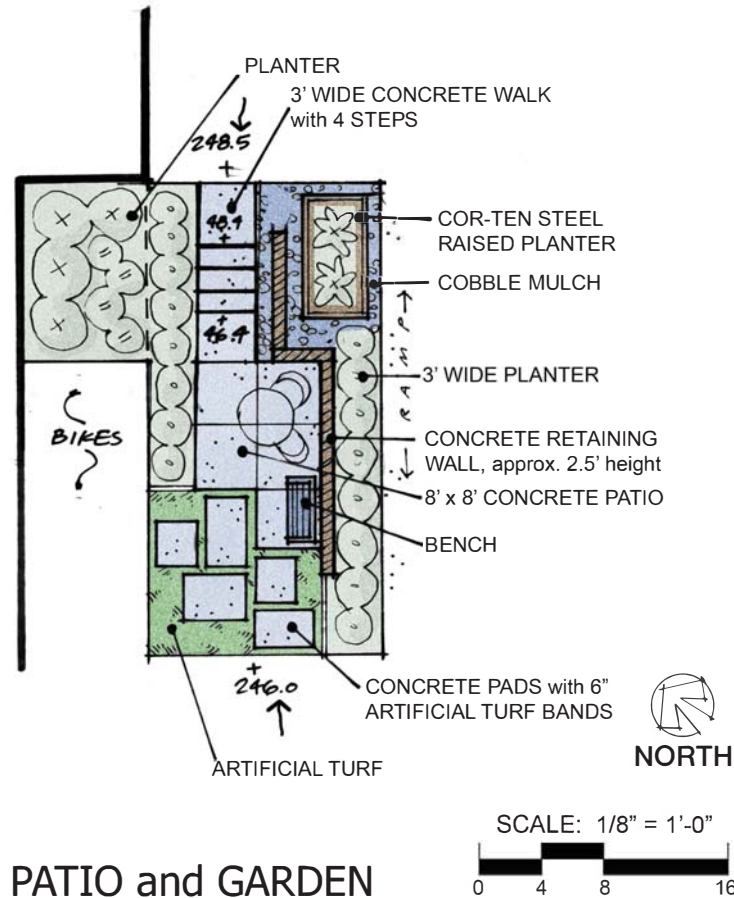 PLANTER
3’ WIDE CONCRETE WALK
with 4 STEPS
248.5
+
48.4
+
COR-TEN STEEL
RAISED PLANTER
COBBLE MULCH
+
46.4
RAMP
3’ WIDE PLANTER
BIKES
CONCRETE RETAINING
WALL, approx. 2.5’ height
8’ x 8’ CONCRETE PATIO
BENCH
+
246.0
CONCRETE PADS with 6”
ARTIFICIAL TURF BANDS
ARTIFICIAL TURF
NORTH
SCALE: 1/8” = 1’-0”
0 4 8 16
PATIO and GARDEN